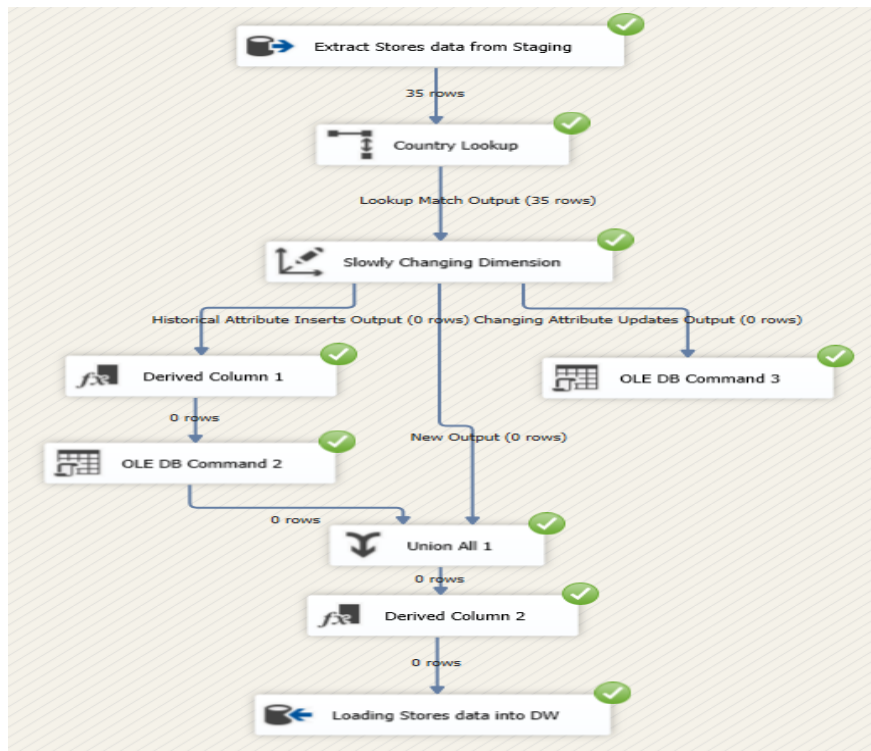 Extract Stores data from Staging
35 rows
Country Lookup
Lookup Match Output (35 rows)
Slowly Changing Dimension
Historical Attribute Inserts Output (0 rows)
Changing Attribute Updates Output (0 rows)
Derived Column 1
OLE DB Command 3
0 rows
New Output (0 rows)
OLE DB Command 2
0 rows
Union All 1
0 rows
Derived Column 2
0 rows
Loading Stores data into DW